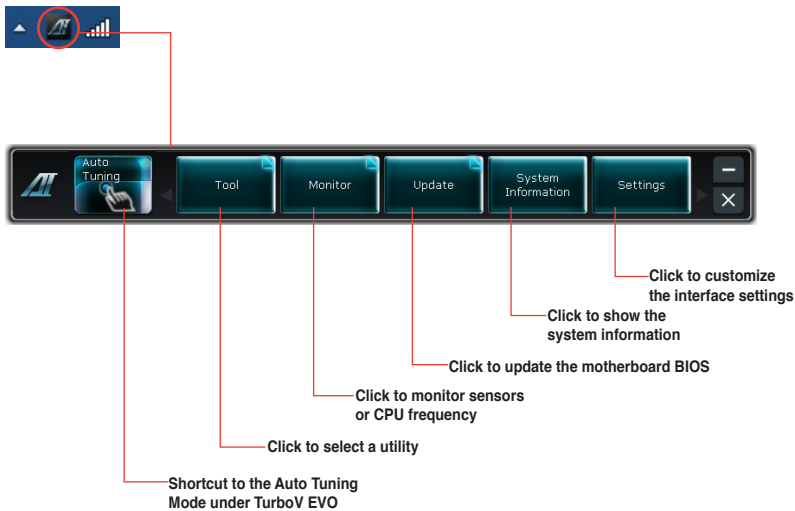 Auto
Tuning
Tool
Monitor
Update
System
Information
Settings
Click to customize
the interface settings
Click to show the
system information
Click to update the motherboard BIOS
Click to monitor sensors
or CPU frequency
Click to select a utility
Shortcut to the Auto Tuning
Mode under TurboV EVO